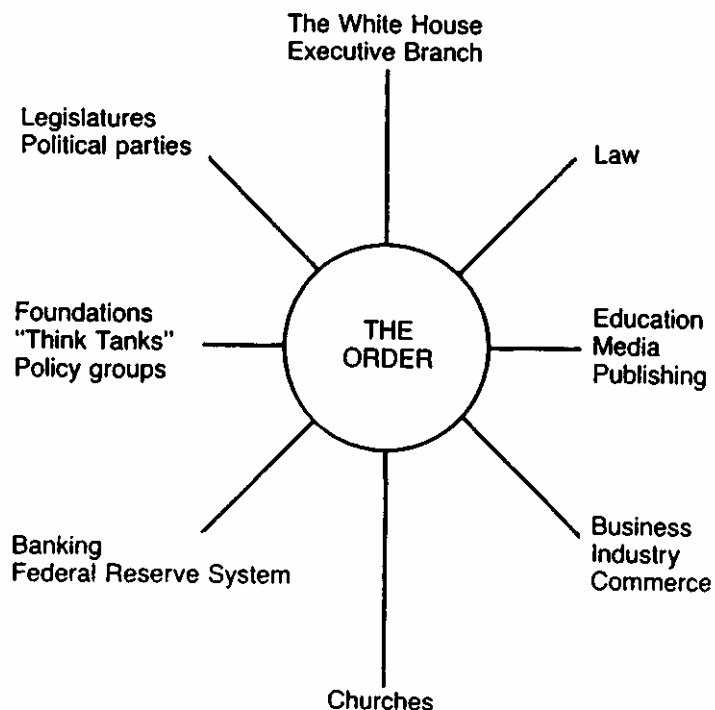 The White House
Executive Branch
Legislatures
Political parties
Law
Foundations
"Think Tanks"
Policy groups
THE
ORDER
Education
Media
Publishing
Banking
Federal Reserve System
Business
Industry
Commerce
Churches